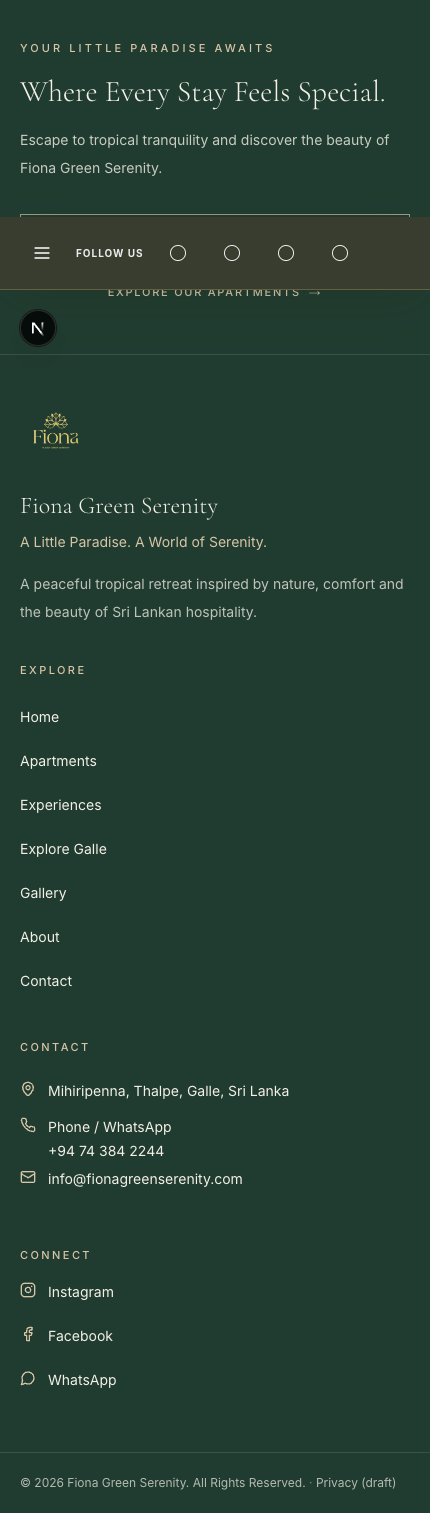 YOUR LITTLE PARADISE AWAITS
Where Every Stay Feels Special.
Escape to tropical tranquility and discover the beauty of
Fiona Green Serenity.
FOLLOW US
EXPLORE OUR APARTMENTS →
N
Fiona
Fiona Green Serenity
A Little Paradise. A World of Serenity.
A peaceful tropical retreat inspired by nature, comfort and
the beauty of Sri Lankan hospitality.
EXPLORE
Home
Apartments
Experiences
Explore Galle
Gallery
About
Contact
CONTACT
Mihiripenna, Thalpe, Galle, Sri Lanka
Phone / WhatsApp
+94 74 384 2244
info@fionagreenserenity.com
CONNECT
Instagram
Facebook
WhatsApp
© 2026 Fiona Green Serenity. All Rights Reserved. · Privacy (draft)